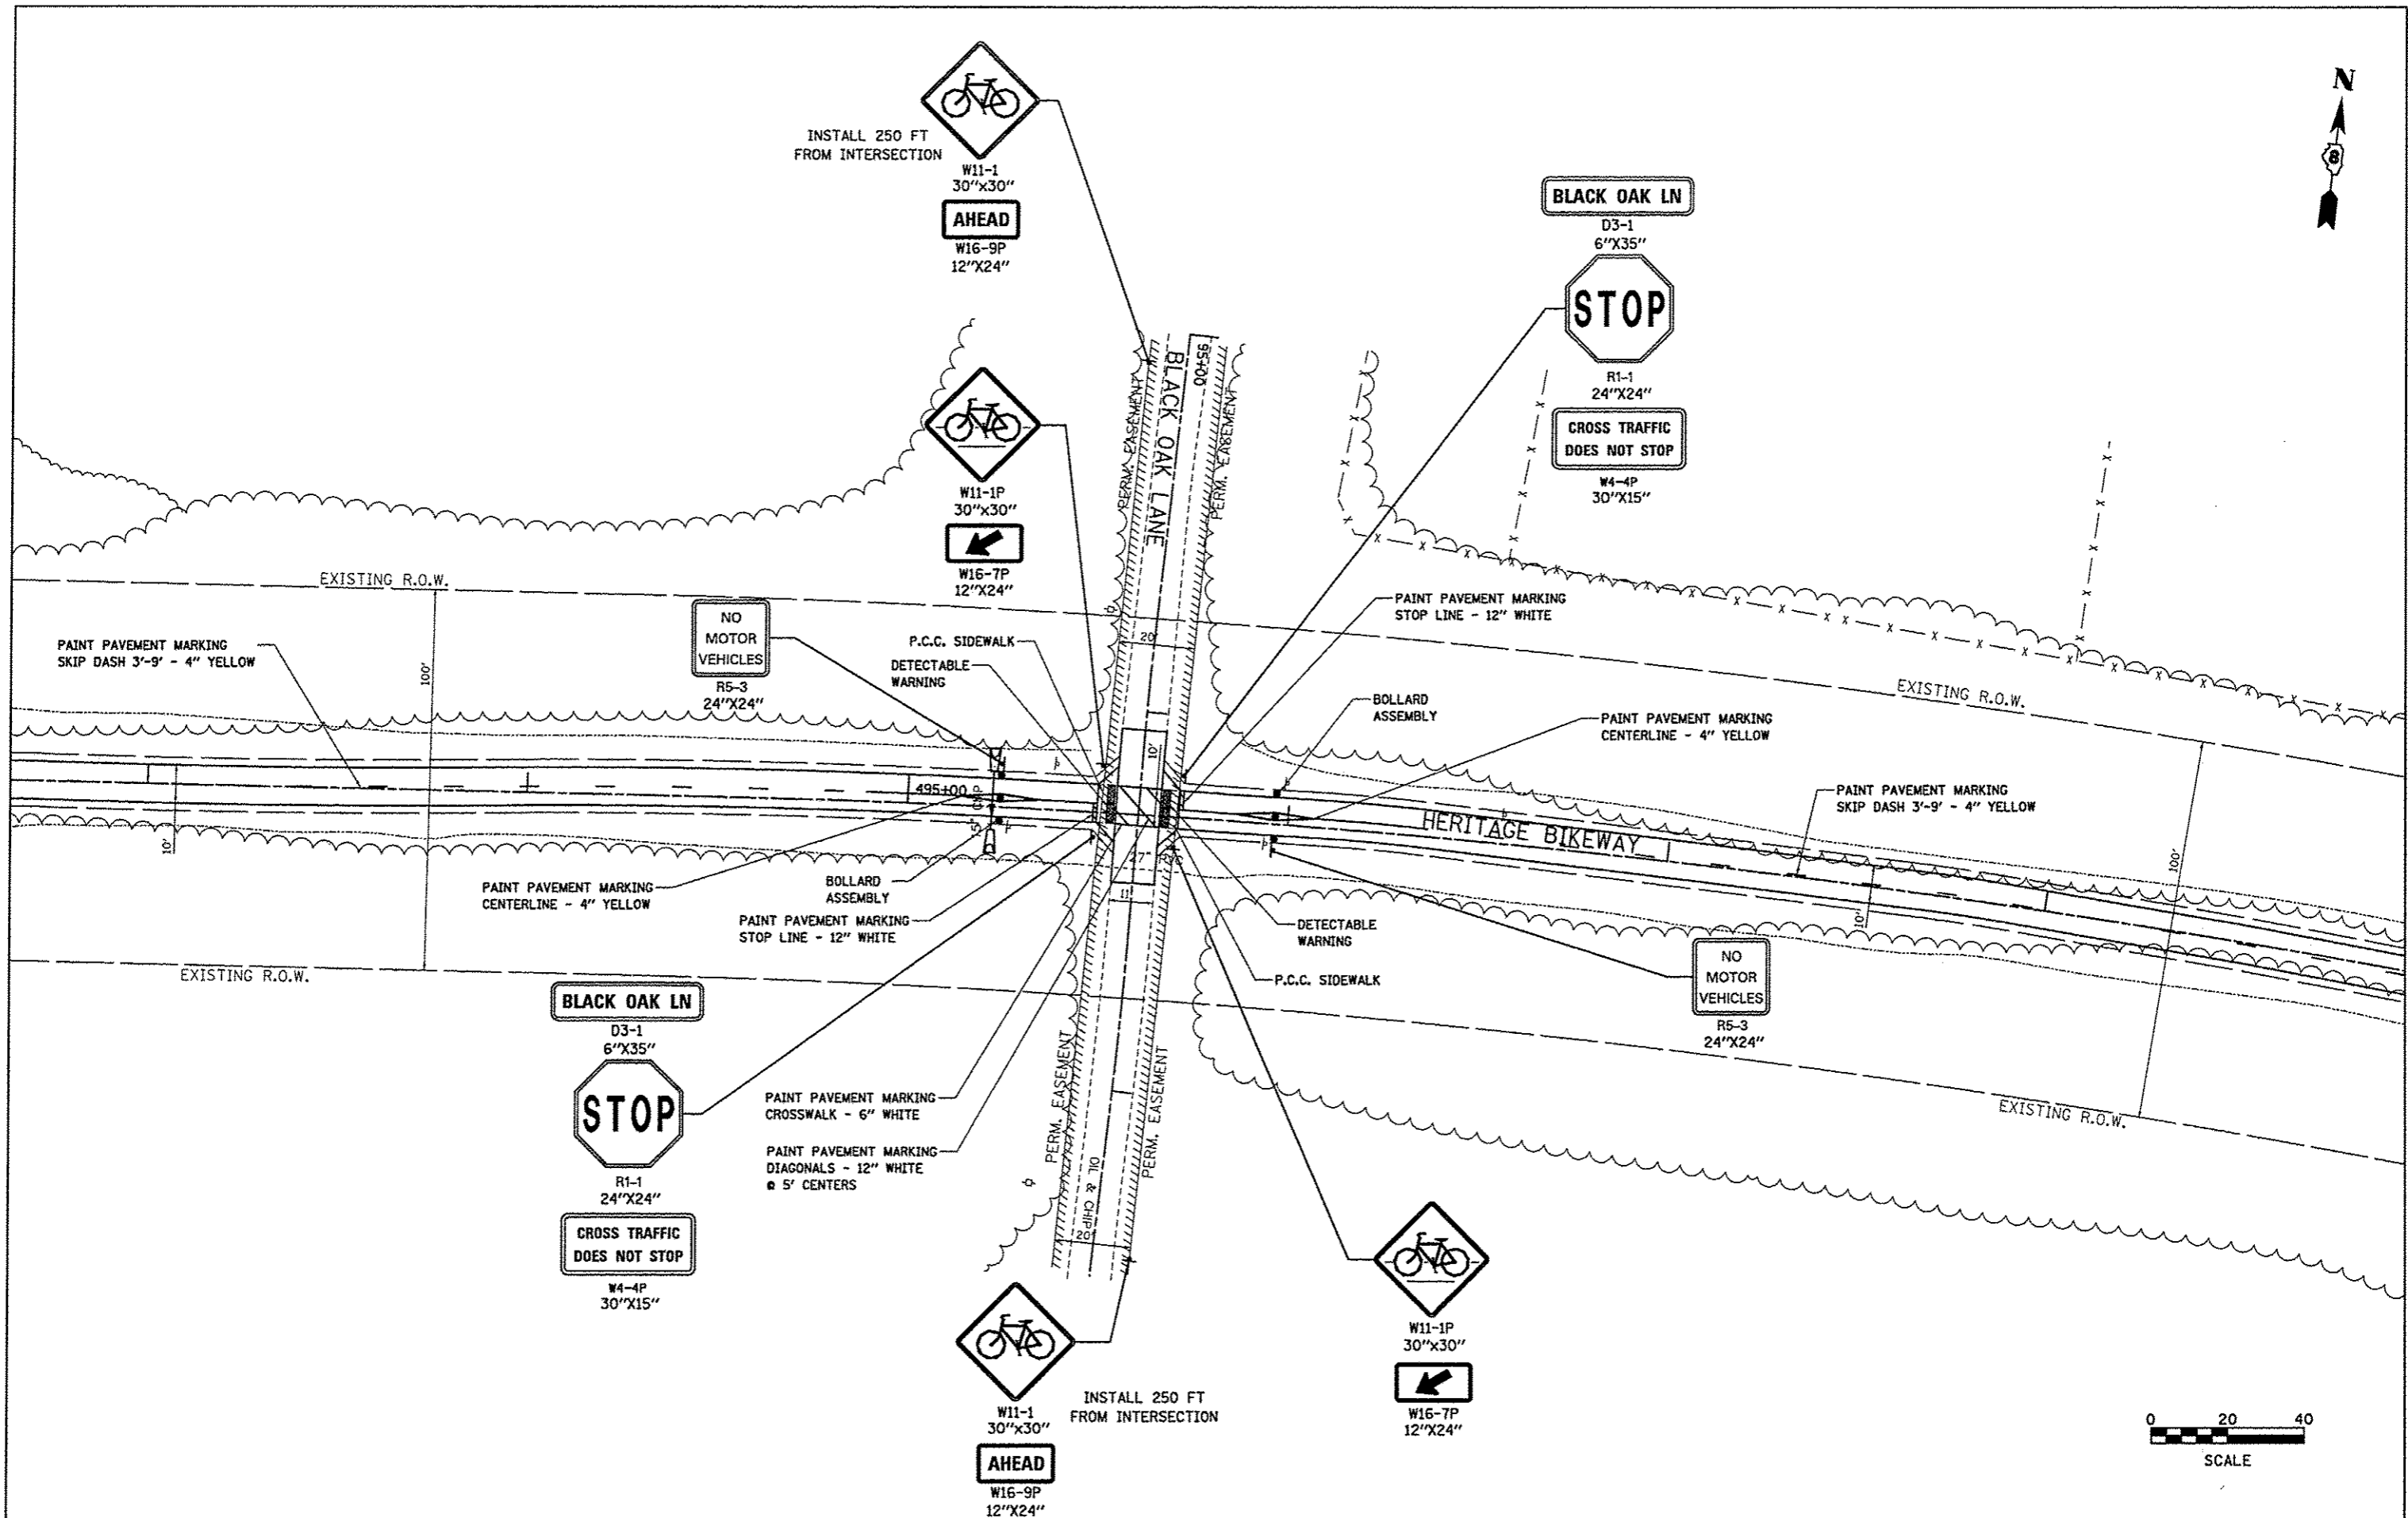 N
8
INSTALL 250 FT
FROM INTERSECTION
W11-1
30"x30"
AHEAD
W16-9P
12"X24"
BLACK OAK LN
D3-1
6"X35"
STOP
R1-1
24"X24"
CROSS TRAFFIC
DOES NOT STOP
W4-4P
30"X15"
W11-1P
30"x30"
W16-7P
12"X24"
PERM. EASEMENT
BLACK OAK LANE
95+00
PERM. EASEMENT
EXISTING R.O.W.
NO
MOTOR
VEHICLES
R5-3
24"X24"
PAINT PAVEMENT MARKING
SKIP DASH 3'-9' - 4" YELLOW
100'
P.C.C. SIDEWALK
DETECTABLE
WARNING
20'
PAINT PAVEMENT MARKING
STOP LINE - 12" WHITE
BOLLARD
ASSEMBLY
PAINT PAVEMENT MARKING
CENTERLINE - 4" YELLOW
EXISTING R.O.W.
PAINT PAVEMENT MARKING
SKIP DASH 3'-9' - 4" YELLOW
10'
495+00
15" CMP
10'
HERITAGE BIKEWAY
10'
100'
27'
11'
PAINT PAVEMENT MARKING
CENTERLINE - 4" YELLOW
BOLLARD
ASSEMBLY
PAINT PAVEMENT MARKING
STOP LINE - 12" WHITE
DETECTABLE
WARNING
P.C.C. SIDEWALK
NO
MOTOR
VEHICLES
R5-3
24"X24"
EXISTING R.O.W.
BLACK OAK LN
D3-1
6"X35"
STOP
R1-1
24"X24"
CROSS TRAFFIC
DOES NOT STOP
W4-4P
30"X15"
PAINT PAVEMENT MARKING
CROSSWALK - 6" WHITE
PAINT PAVEMENT MARKING
DIAGONALS - 12" WHITE
@ 5' CENTERS
PERM. EASEMENT
OIL & CHIP
PERM. EASEMENT
20'
EXISTING R.O.W.
W11-1
30"x30"
AHEAD
W16-9P
12"X24"
INSTALL 250 FT
FROM INTERSECTION
W11-1P
30"x30"
W16-7P
12"X24"
0 20 40
SCALE